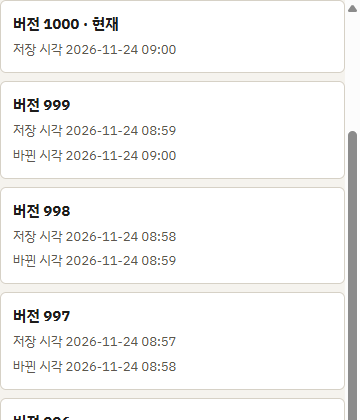 버전 1000 · 현재
저장 시각 2026-11-24 09:00
버전 999
저장 시각 2026-11-24 08:59
바뀐 시각 2026-11-24 09:00
버전 998
저장 시각 2026-11-24 08:58
바뀐 시각 2026-11-24 08:59
버전 997
저장 시각 2026-11-24 08:57
바뀐 시각 2026-11-24 08:58